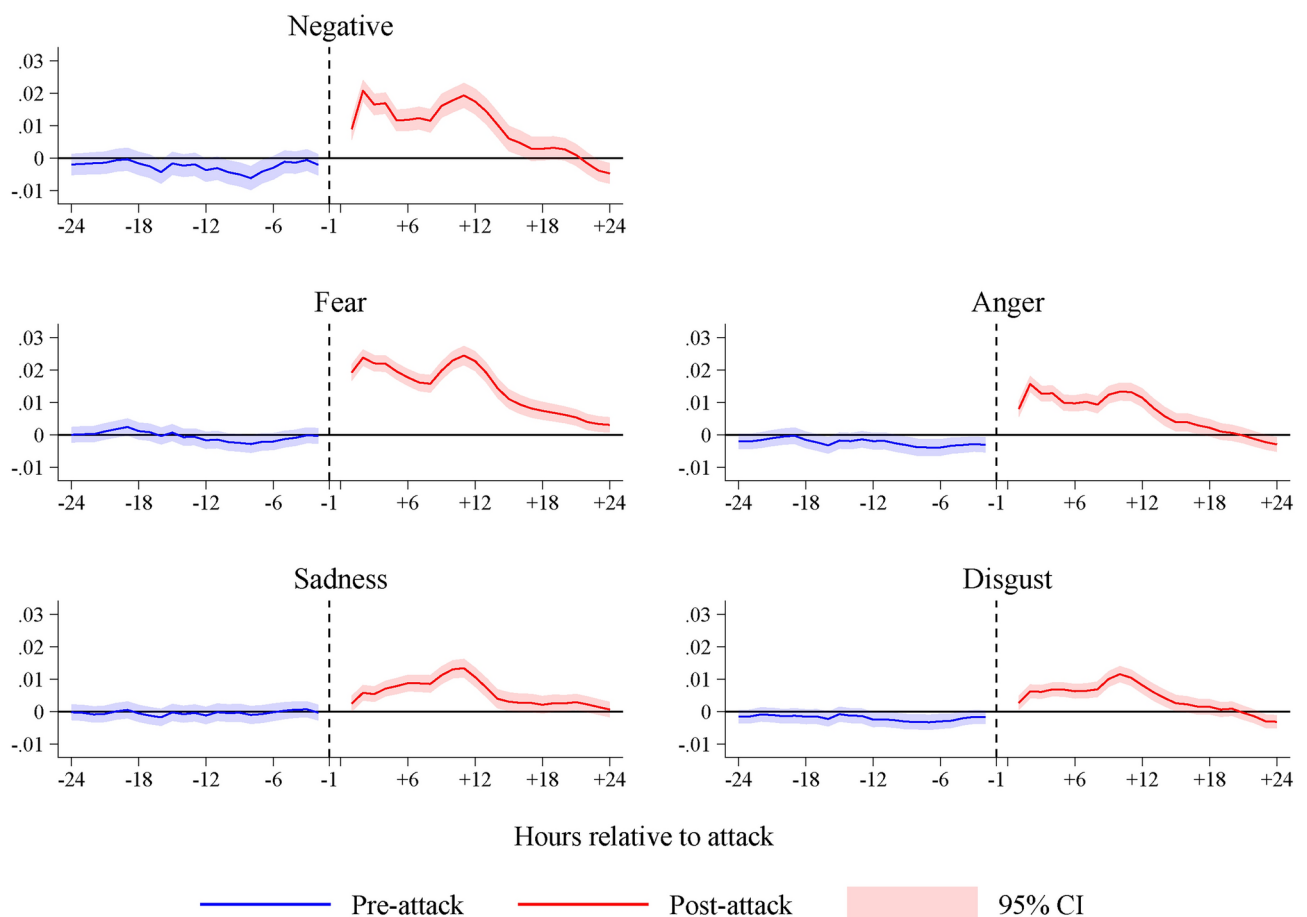 Negative
.03
.02
.01
0
-.01
-24 -18 -12 -6 -1 +6 +12 +18 +24
Fear
.03
.02
.01
0
-.01
-24 -18 -12 -6 -1 +6 +12 +18 +24
Anger
.03
.02
.01
0
-.01
-24 -18 -12 -6 -1 +6 +12 +18 +24
Sadness
.03
.02
.01
0
-.01
-24 -18 -12 -6 -1 +6 +12 +18 +24
Disgust
.03
.02
.01
0
-.01
-24 -18 -12 -6 -1 +6 +12 +18 +24
Hours relative to attack
Pre-attack Post-attack 95% CI